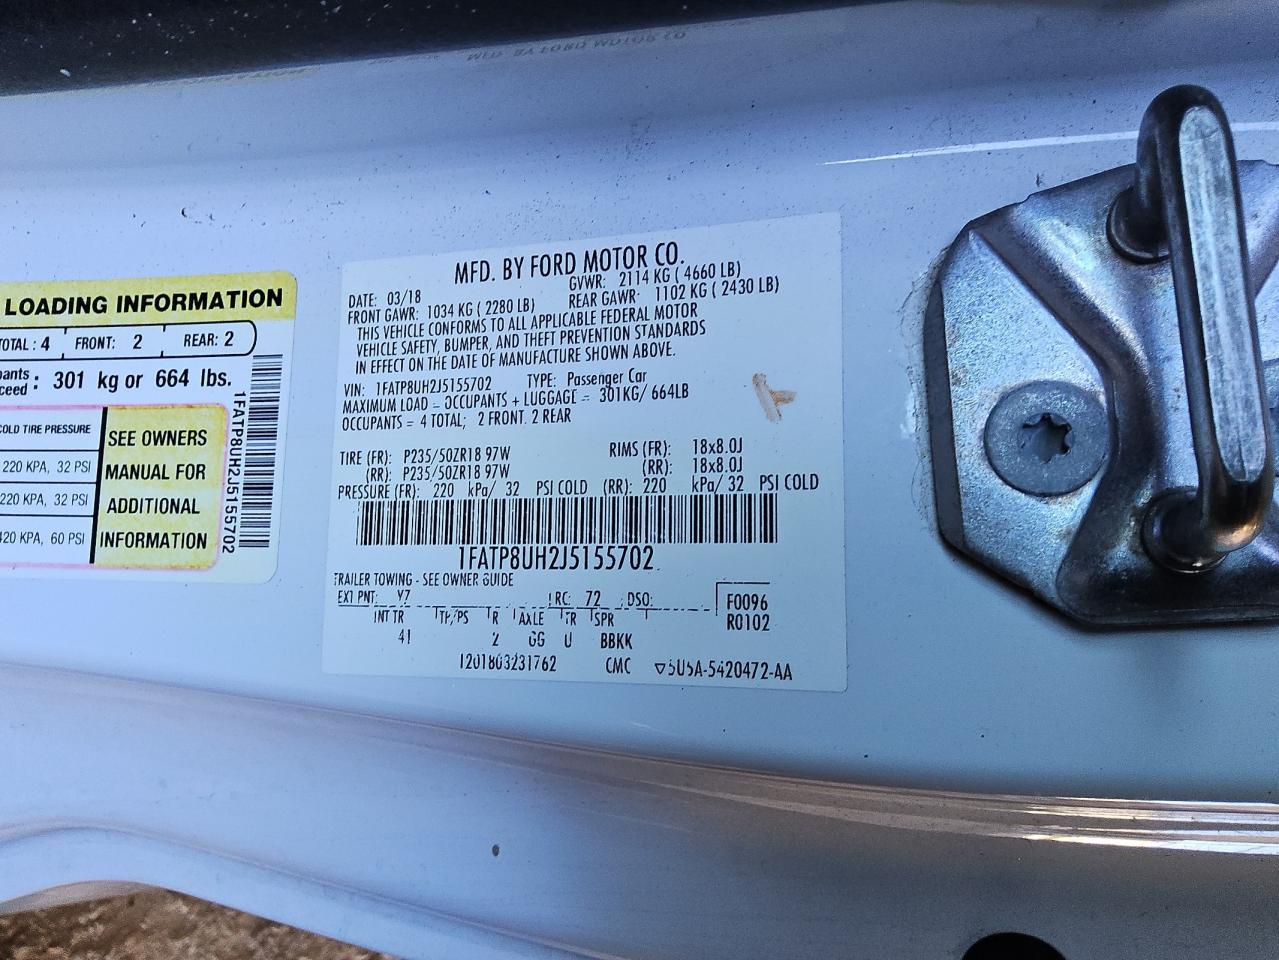 LOADING INFORMATION
TOTAL : 4 FRONT: 2 REAR: 2
301 kg or 664 lbs.
COLD TIRE PRESSURE
220 KPA, 32 PSI
220 KPA, 32 PSI
420 KPA, 60 PSI
SEE OWNERS
MANUAL FOR
ADDITIONAL
INFORMATION
1FATP8UH2J5155702
MFD. BY FORD MOTOR CO.
DATE: 03/18 GVWR: 2114 KG ( 4660 LB)
FRONT GAWR: 1034 KG ( 2280 LB) REAR GAWR: 1102 KG ( 2430 LB)
THIS VEHICLE CONFORMS TO ALL APPLICABLE FEDERAL MOTOR
VEHICLE SAFETY, BUMPER, AND THEFT PREVENTION STANDARDS
IN EFFECT ON THE DATE OF MANUFACTURE SHOWN ABOVE.
VIN: 1FATP8UH2J5155702 TYPE: Passenger Car
MAXIMUM LOAD = OCCUPANTS + LUGGAGE = 301KG/ 664LB
OCCUPANTS = 4 TOTAL; 2 FRONT. 2 REAR
TIRE (FR): P235/50ZR18 97W RIMS (FR): 18x8.0J
(RR): P235/50ZR18 97W (RR): 18x8.0J
PRESSURE (FR): 220 kPa/ 32 PSI COLD (RR): 220 kPa/ 32 PSI COLD
1FATP8UH2J5155702
TRAILER TOWING - SEE OWNER GUIDE
EXT PNT: RC: 72 DSO: F0096
INT TR TP/PS R AXLE TR SPR R0102
2 GG U BBKK
1201803231762 CMC 5U5A-5420472-AA